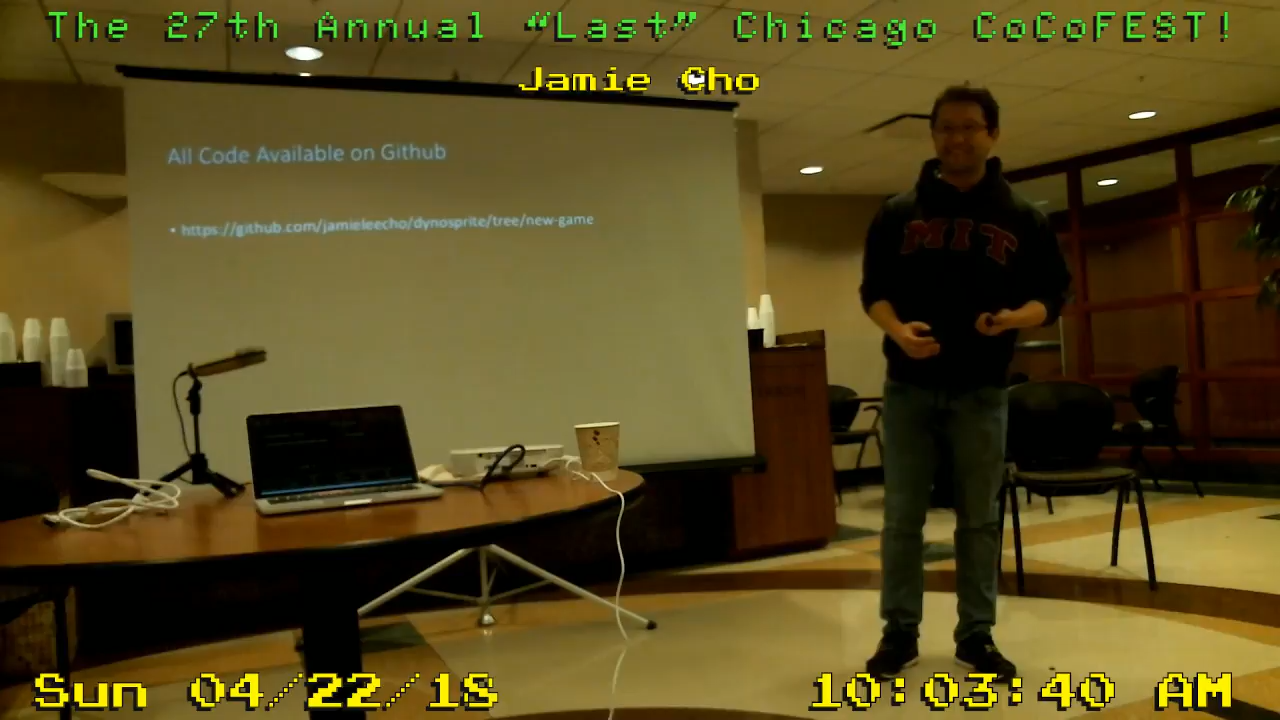 The 27th Annual “Last” Chicago CoCoFEST!
Jamie Cho
All Code Available on Github
• https://github.com/jamieleecho/dynosprite/tree/new-game
MIT
Sun 04/22/18
10:03:40 AM